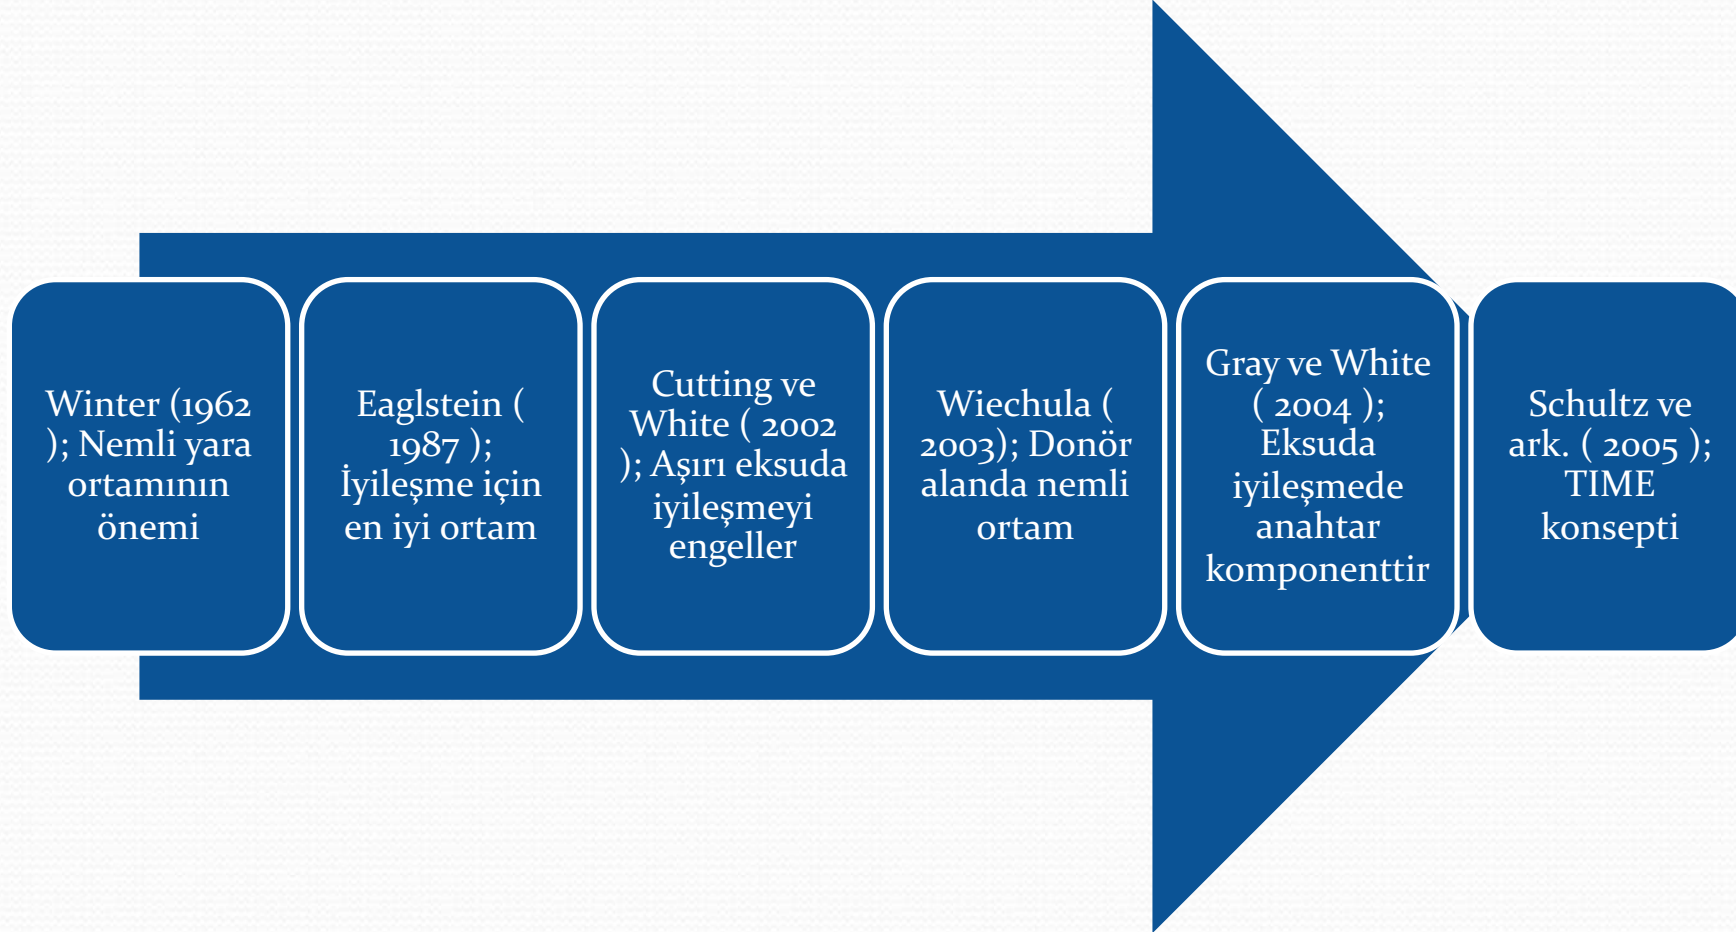 Winter (1962
); Nemli yara
ortamının
önemi
Eaglstein (
1987 );
İyileşme için
en iyi ortam
Cutting ve
White ( 2002
); Aşırı eksuda
iyileşmeyi
engeller
Wiechula (
2003); Donör
alanda nemli
ortam
Gray ve White
( 2004 );
Eksuda
iyileşmede
anahtar
komponenttir
Schultz ve
ark. ( 2005 );
TIME
konsepti